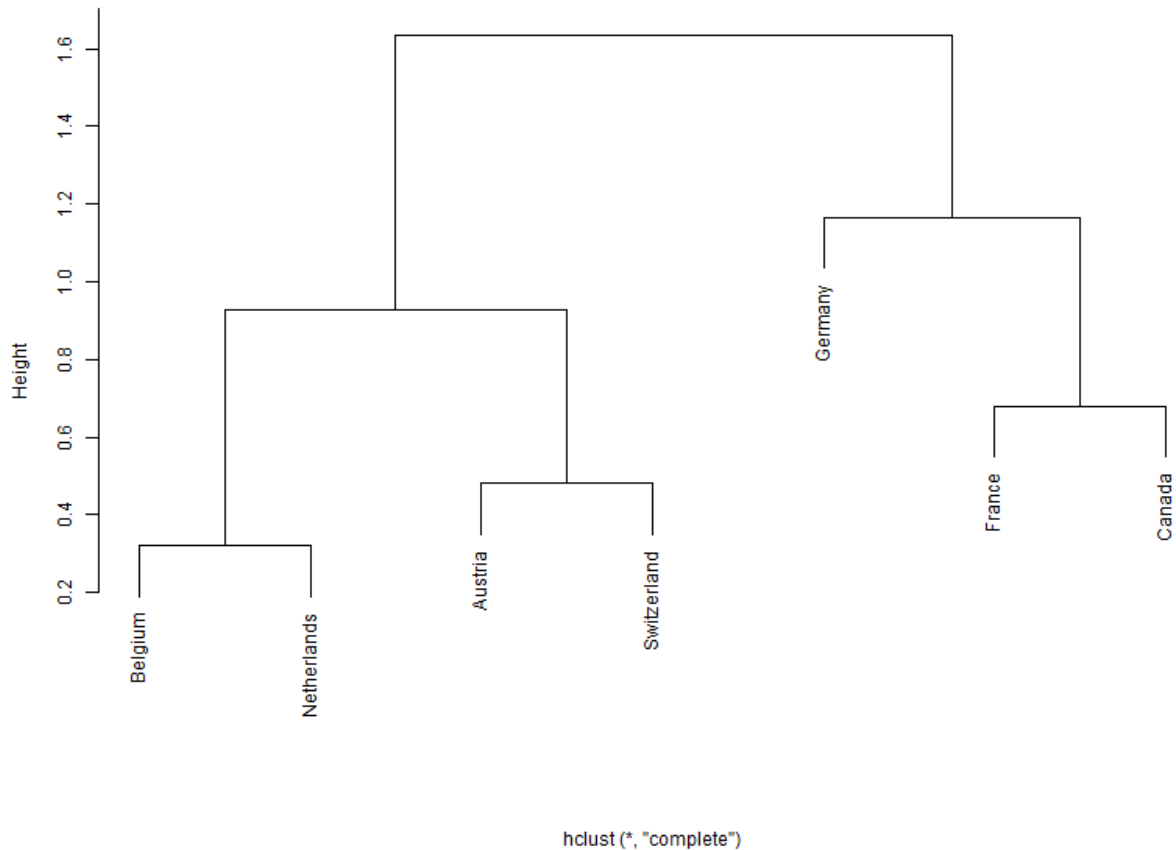 Height
1.6
1.4
1.2
1.0
0.8
0.6
0.4
0.2
Belgium
Netherlands
Austria
Switzerland
Germany
France
Canada
hclust (*, "complete")